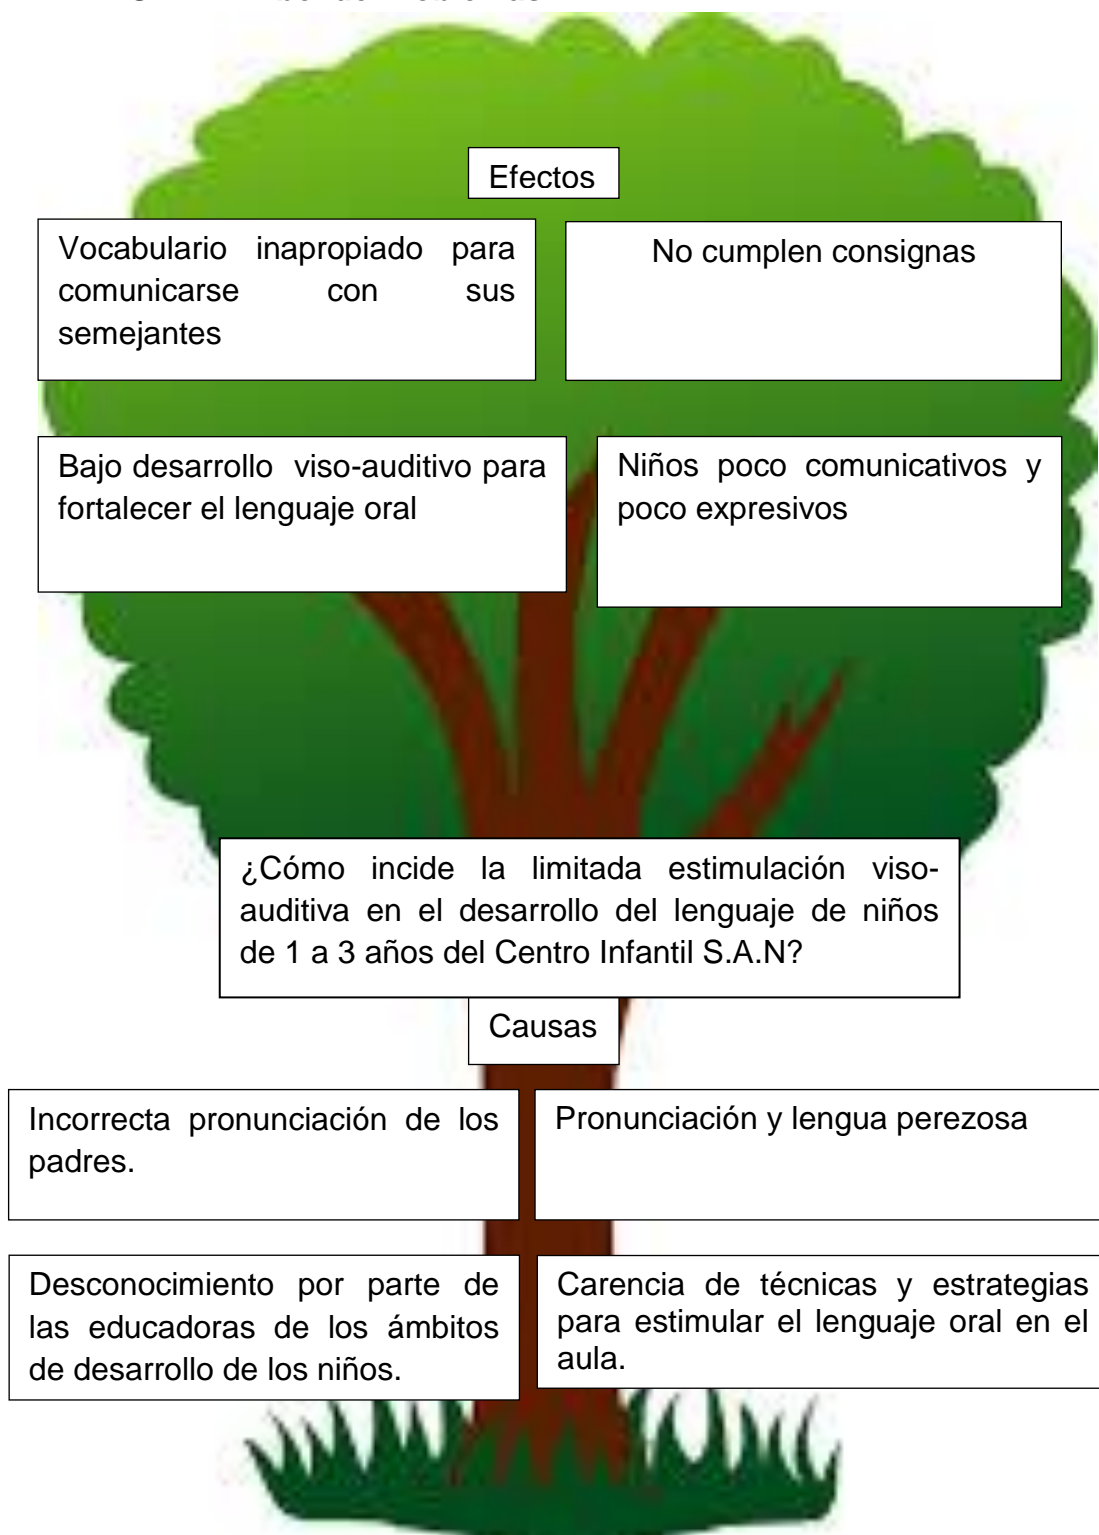 Efectos
Vocabulario inapropiado para
comunicarse con sus
semejantes
No cumplen consignas
Bajo desarrollo viso-auditivo para
fortalecer el lenguaje oral
Niños poco comunicativos y
poco expresivos
¿Cómo incide la limitada estimulación viso-
auditiva en el desarrollo del lenguaje de niños
de 1 a 3 años del Centro Infantil S.A.N?
Causas
Incorrecta pronunciación de los
padres.
Pronunciación y lengua perezosa
Desconocimiento por parte de
las educadoras de los ámbitos
de desarrollo de los niños.
Carencia de técnicas y estrategias
para estimular el lenguaje oral en el
aula.